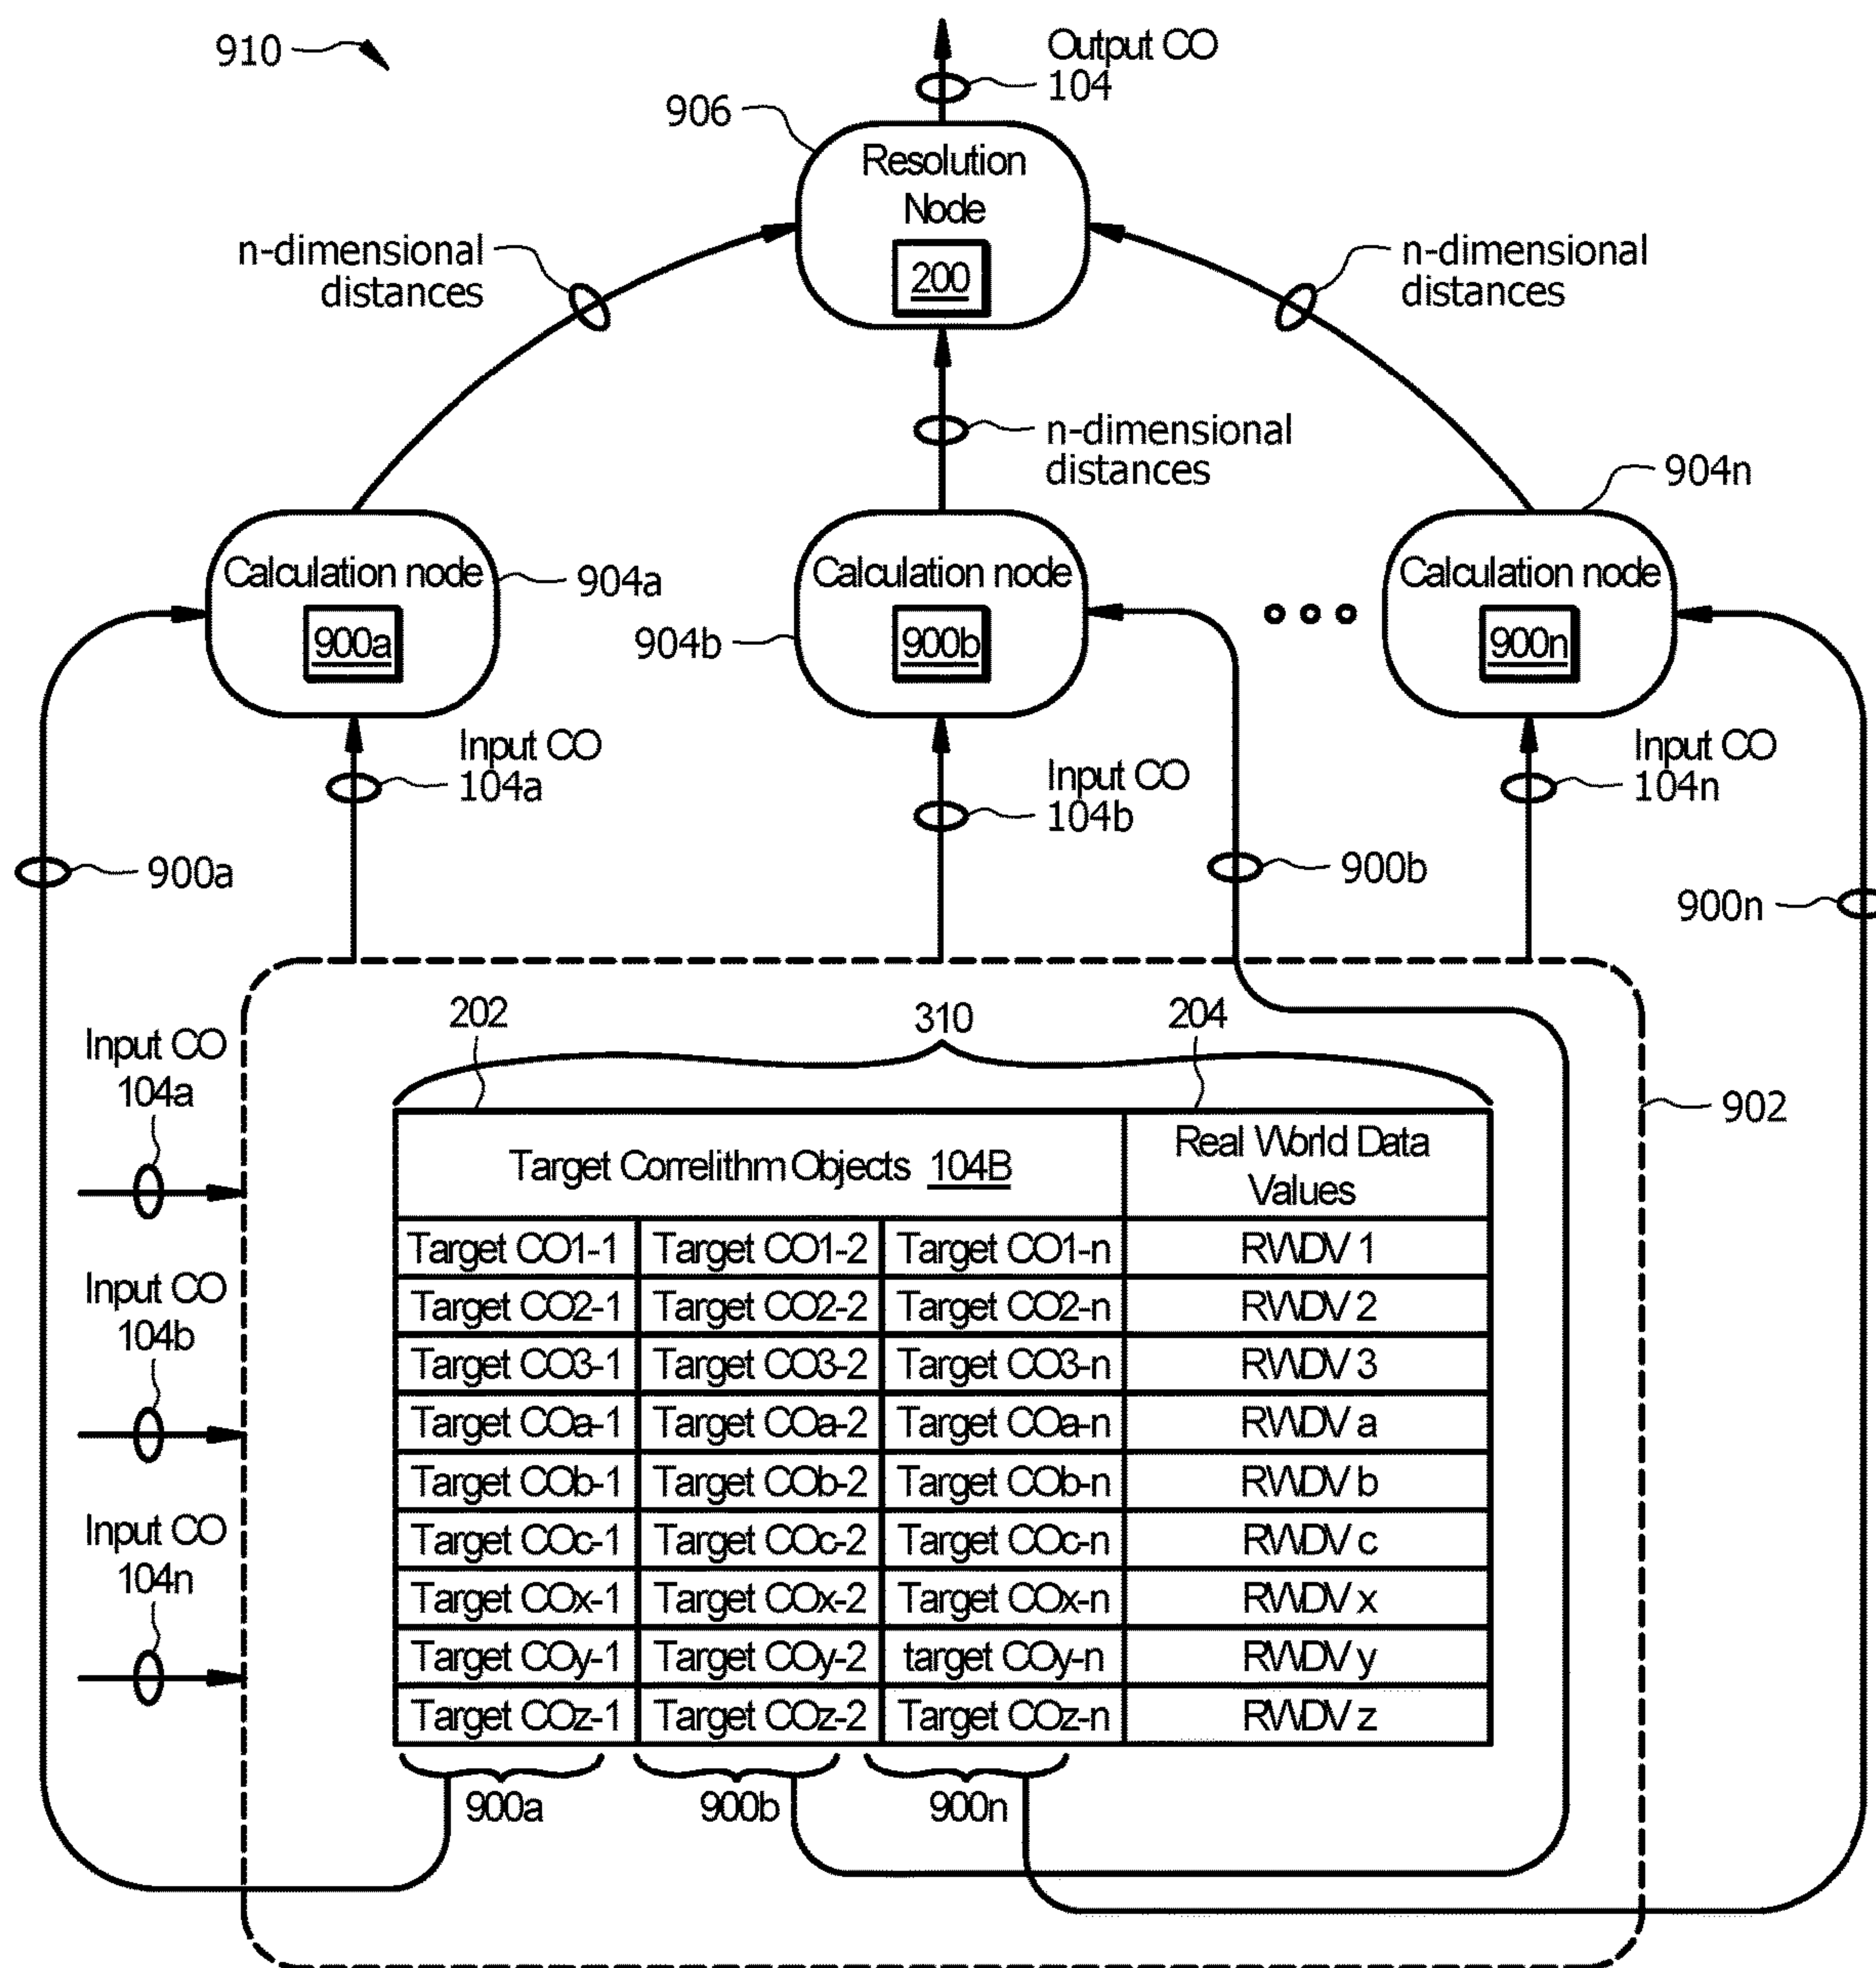 910
Output CO
104
906
Resolution
Node
200
n-dimensional
distances
n-dimensional
distances
n-dimensional
distances
904n
Calculation node
900a
904a
Calculation node
900b
904b
Calculation node
900n
Input CO
104a
Input CO
104b
Input CO
104n
900a
900b
900n
202
310
204
902
Input CO
104a
Input CO
104b
Input CO
104n
Target Correlithm Objects 104B
Real World Data
Values
Target CO1-1 Target CO1-2 Target CO1-n RWDV 1
Target CO2-1 Target CO2-2 Target CO2-n RWDV 2
Target CO3-1 Target CO3-2 Target CO3-n RWDV 3
Target COa-1 Target COa-2 Target COa-n RWDV a
Target COb-1 Target COb-2 Target COb-n RWDV b
Target COc-1 Target COc-2 Target COc-n RWDV c
Target COx-1 Target COx-2 Target COx-n RWDV x
Target COy-1 Target COy-2 target COy-n RWDV y
Target COz-1 Target COz-2 Target COz-n RWDV z
900a
900b
900n